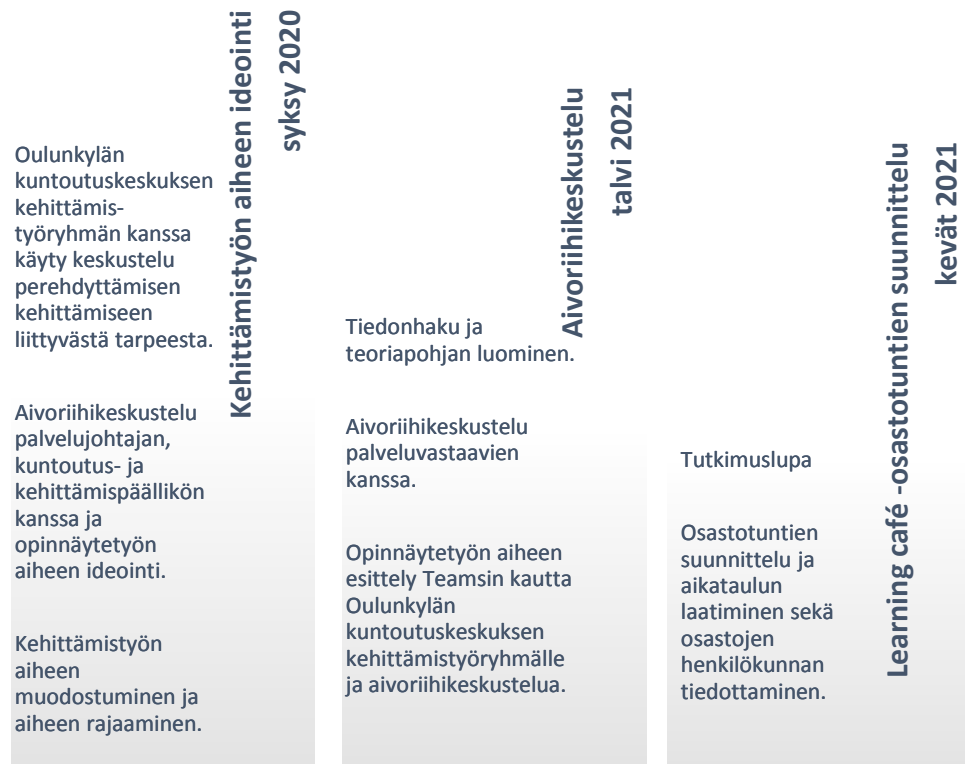 Kehittämistyön aiheen ideointi
syksy 2020
Oulunkylän
kuntoutuskeskuksen
kehittämis-
työryhmän kanssa
käyty keskustelu
perehdyttämisen
kehittämiseen
liittyvästä tarpeesta.
Aivoriihikeskustelu
palvelujohtajan,
kuntoutus- ja
kehittämispäällikön
kanssa ja
opinnäytetyön
aiheen ideointi.
Kehittämistyön
aiheen
muodostuminen ja
aiheen rajaaminen.
Aivoriihikeskustelu
talvi 2021
Tiedonhaku ja
teoriapohjan luominen.
Aivoriihikeskustelu
palveluvastaavien
kanssa.
Opinnäytetyön aiheen
esittely Teamsin kautta
Oulunkylän
kuntoutuskeskuksen
kehittämistyöryhmälle
ja aivoriihikeskustelua.
Learning café -osastotuntien suunnittelu
kevät 2021
Tutkimuslupa
Osastotuntien
suunnittelu ja
aikataulun
laatiminen sekä
osastojen
henkilökunnan
tiedottaminen.